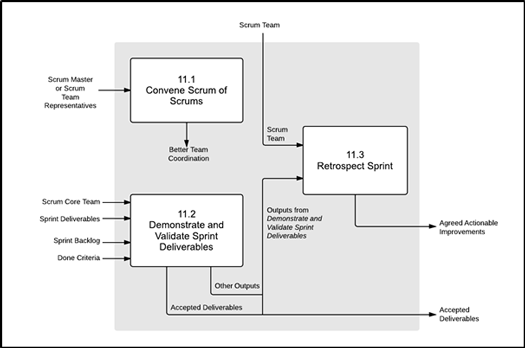 Scrum Team
11.1
Convene Scrum of
Scrums
Scrum Master
or Scrum
Team
Representatives
Better Team
Coordination
Scrum
Team
11.3
Retrospect Sprint
Scrum Core Team
Sprint Deliverables
Sprint Backlog
Done Criteria
11.2
Demonstrate and
Validate Sprint
Deliverables
Outputs from
Demonstrate and
Validate Sprint
Deliverables
Agreed Actionable
Improvements
Other Outputs
Accepted Deliverables
Accepted
Deliverables